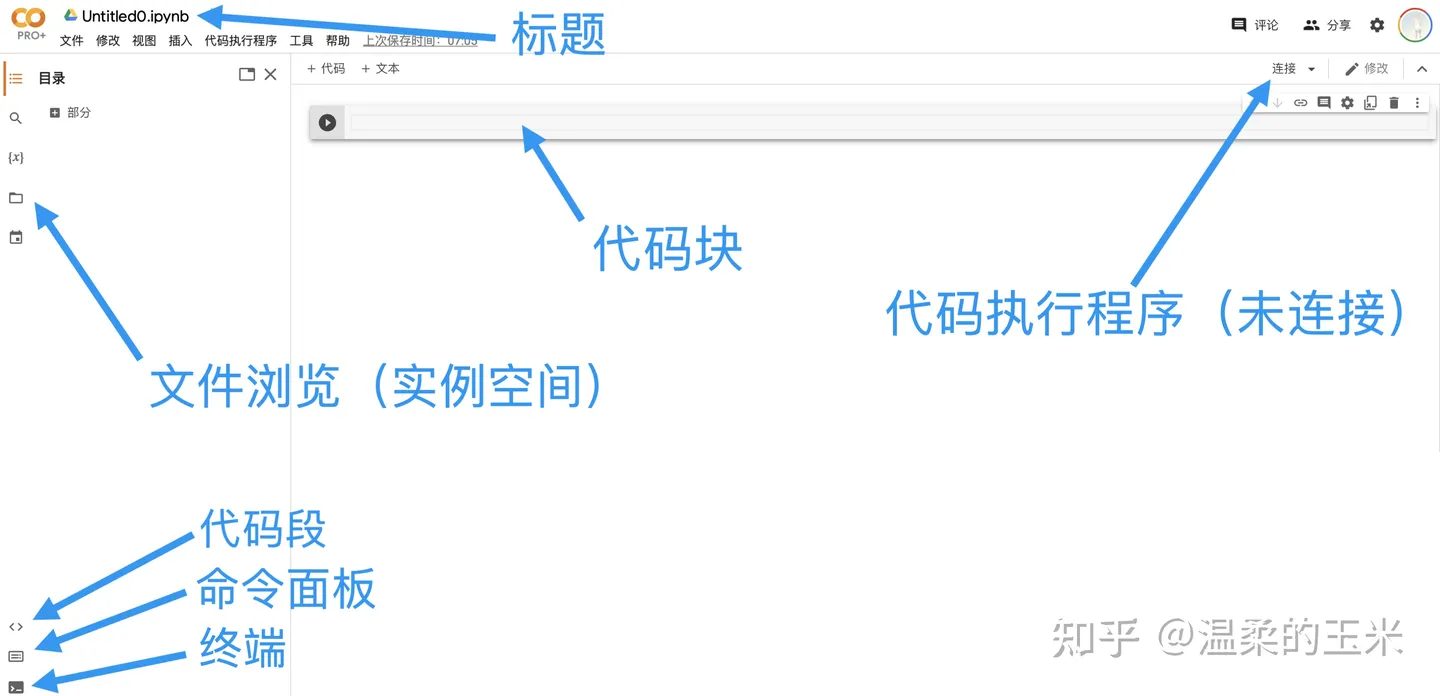 CO
PRO+
Untitled0.ipynb
文件 修改 视图 插入 代码执行程序 工具 帮助 上次保存时间：07:05
标题
评论 分享
目录
+ 代码 + 文本
连接 修改
部分
{x}
代码块
代码执行程序（未连接）
文件浏览（实例空间）
代码段
命令面板
终端
知乎 @温柔的玉米